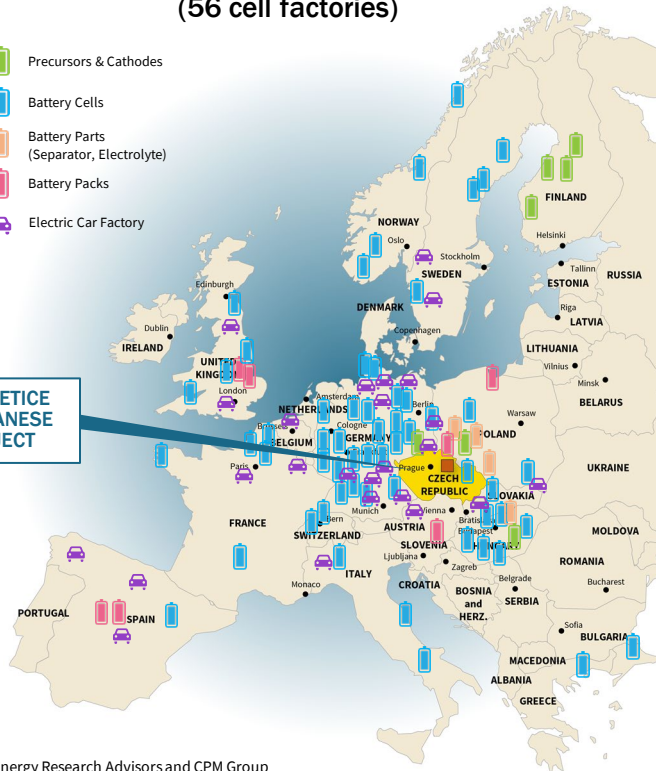 (56 cell factories)
Precursors & Cathodes
Battery Cells
Battery Parts
(Separator, Electrolyte)
Battery Packs
Electric Car Factory
FINLAND
NORWAY
Helsinki
Oslo
Stockholm
Tallinn
SWEDEN
RUSSIA
ESTONIA
Edinburgh
DENMARK
Riga
LATVIA
Dublin
Copenhagen
IRELAND
LITHUANIA
UNITED
KINGDOM
Vilnius
Minsk
London
Amsterdam
BELARUS
ETICE
NETHERLANDS
Berlin
ANESE
Warsaw
JECT
Brussels
Cologne
POLAND
BELGIUM
GERMANY
Paris
Prague
UKRAINE
CZECH
REPUBLIC
SLOVAKIA
Munich
Vienna
Bern
FRANCE
AUSTRIA
Budapest
SWITZERLAND
MOLDOVA
SLOVENIA
HUNGARY
Ljubljana
ROMANIA
ITALY
Zagreb
CROATIA
Belgrade
Bucharest
Monaco
BOSNIA
and
HERZ.
SERBIA
PORTUGAL
SPAIN
Sofia
BULGARIA
MACEDONIA
ALBANIA
GREECE
nergy Research Advisors and CPM Group